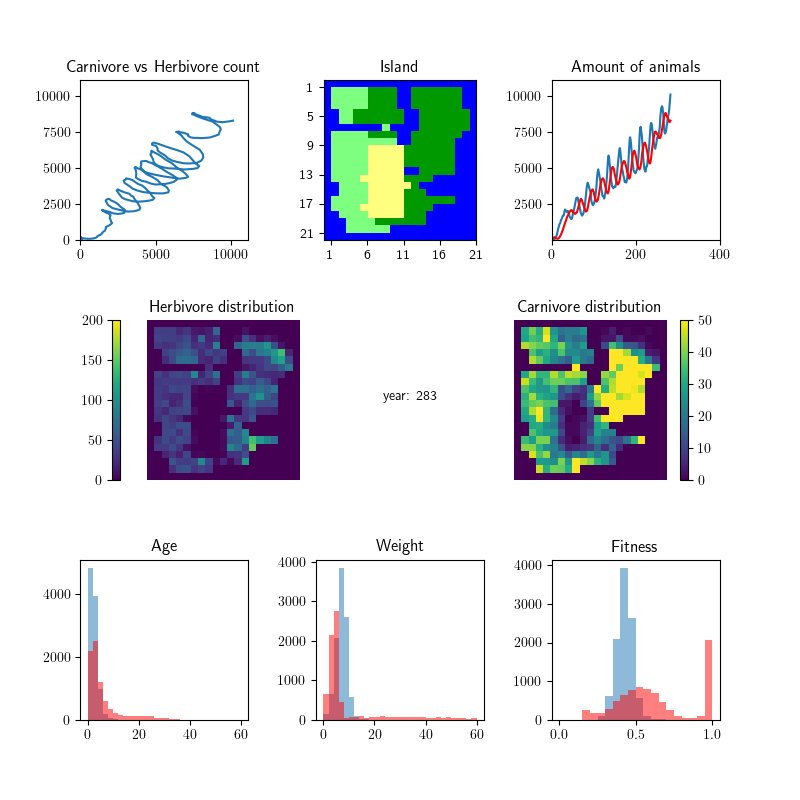 Carnivore vs Herbivore count
10000
7500
5000
2500
0
0 5000 10000
Island
1
5
9
13
17
21
1 6 11 16 21
Amount of animals
10000
7500
5000
2500
0
0 200 400
Herbivore distribution
200
150
100
50
0
year: 283
Carnivore distribution
50
40
30
20
10
0
Age
4000
2000
0
0 20 40 60
Weight
4000
3000
2000
1000
0
0 20 40 60
Fitness
4000
3000
2000
1000
0
0.0 0.5 1.0